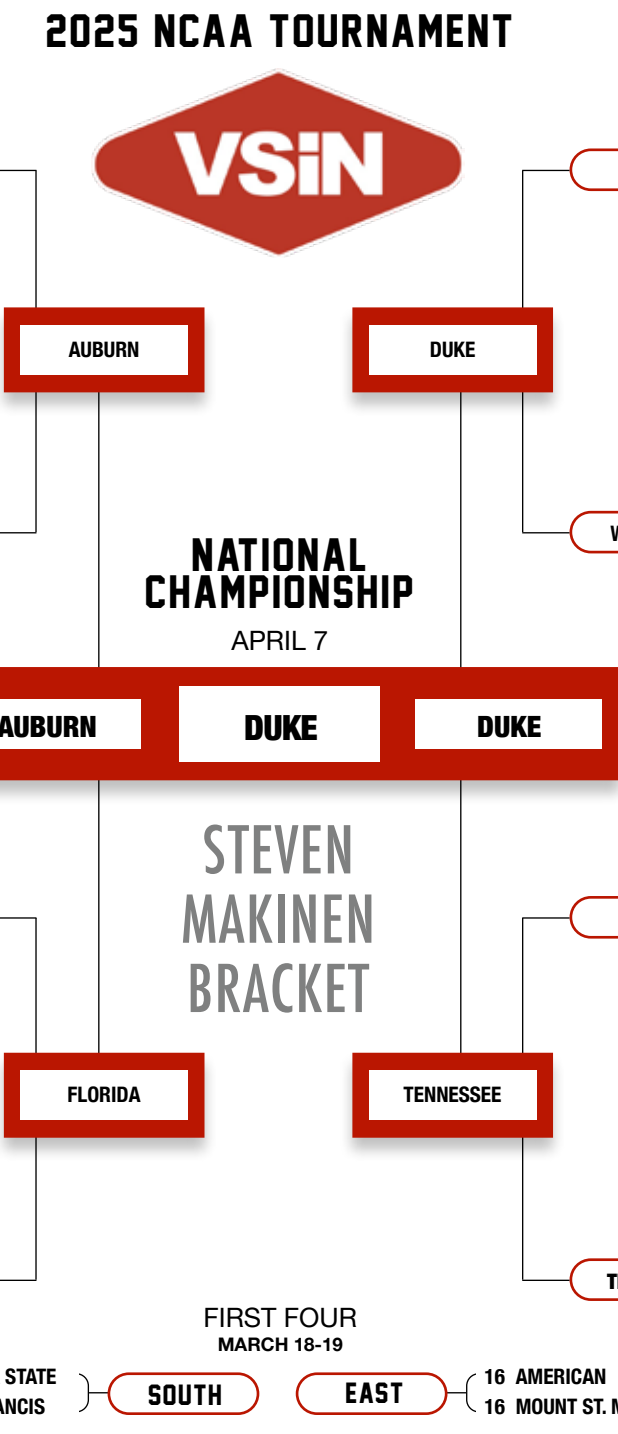 2025 NCAA TOURNAMENT
VSiN
AUBURN
DUKE
W
NATIONAL
CHAMPIONSHIP
APRIL 7
AUBURN
DUKE
DUKE
STEVEN
MAKINEN
BRACKET
FLORIDA
TENNESSEE
FIRST FOUR
MARCH 18-19
STATE
ANCIS
SOUTH
EAST
16 AMERICAN
16 MOUNT ST. M